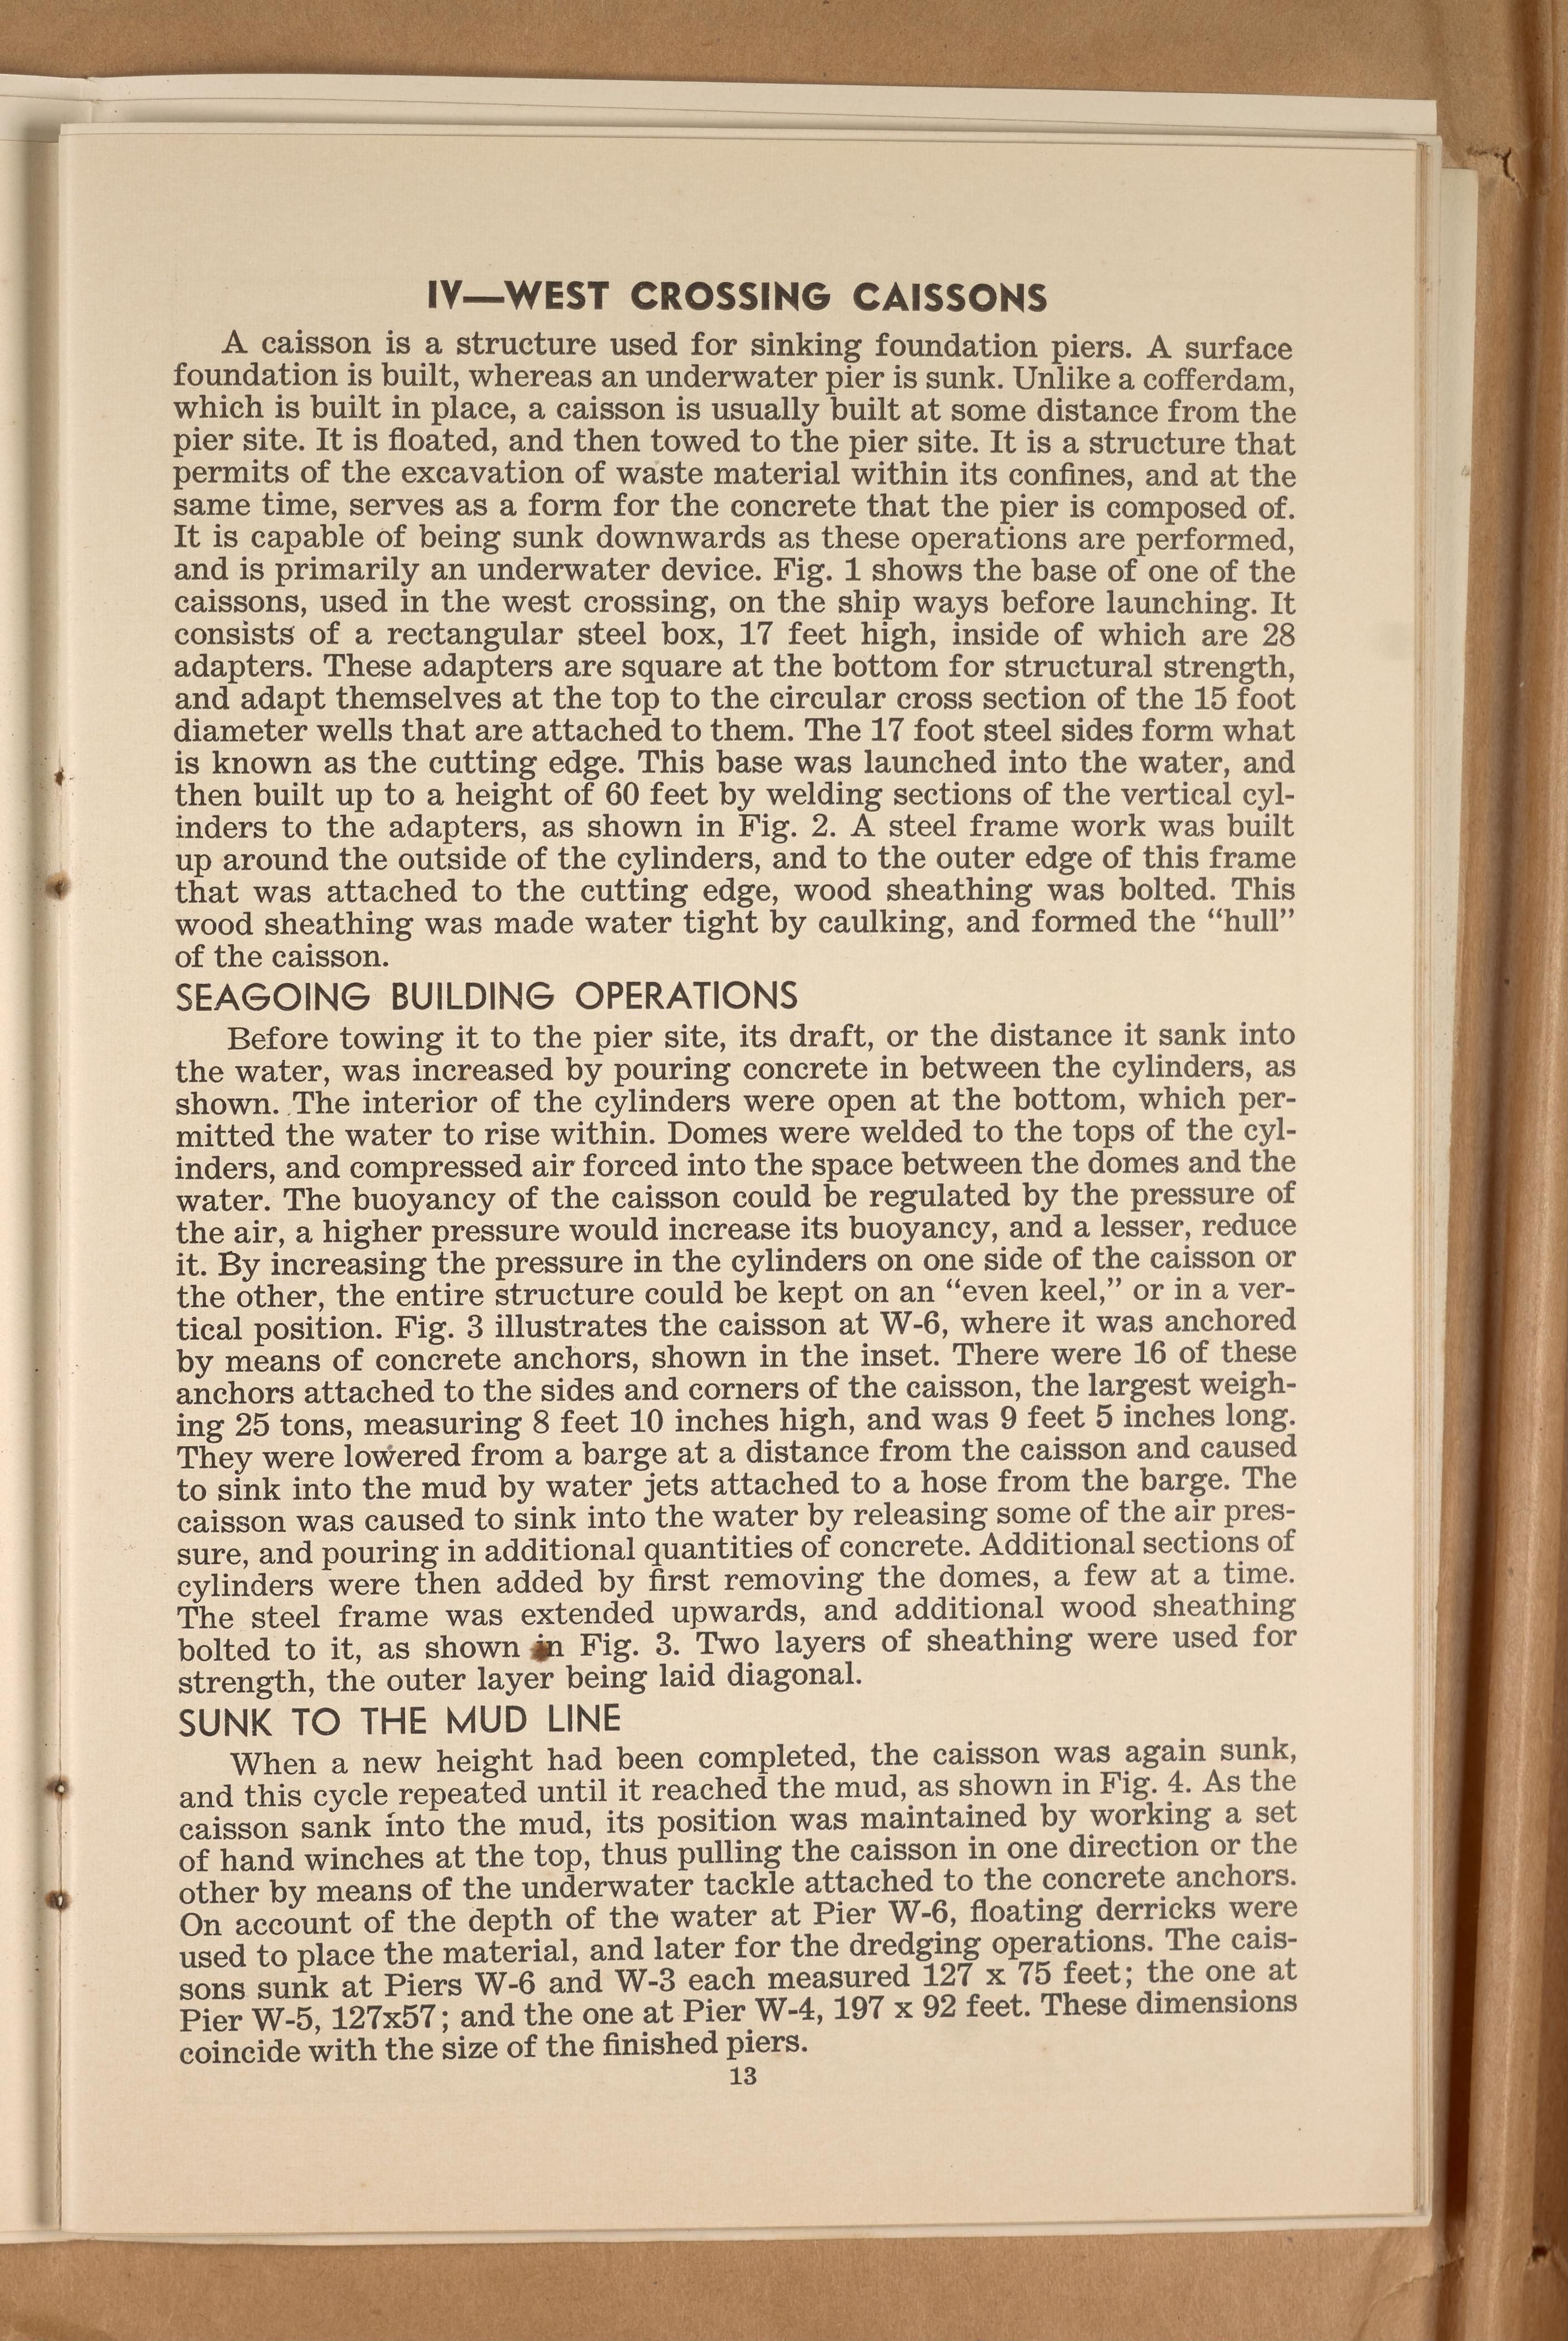 IV—WEST CROSSING CAISSONS
A caisson is a structure used for sinking foundation piers. A surface
foundation is built, whereas an underwater pier is sunk. Unlike a cofferdam,
which is built in place, a caisson is usually built at some distance from the
pier site. It is floated, and then towed to the pier site. It is a structure that
permits of the excavation of waste material within its confines, and at the
same time, serves as a form for the concrete that the pier is composed of.
It is capable of being sunk downwards as these operations are performed,
and is primarily an underwater device. Fig. 1 shows the base of one of the
caissons, used in the west crossing, on the ship ways before launching. It
consists of a rectangular steel box, 17 feet high, inside of which are 28
adapters. These adapters are square at the bottom for structural strength,
and adapt themselves at the top to the circular cross section of the 15 foot
diameter wells that are attached to them. The 17 foot steel sides form what
is known as the cutting edge. This base was launched into the water, and
then built up to a height of 60 feet by welding sections of the vertical cyl-
inders to the adapters, as shown in Fig. 2. A steel frame work was built
up around the outside of the cylinders, and to the outer edge of this frame
that was attached to the cutting edge, wood sheathing was bolted. This
wood sheathing was made water tight by caulking, and formed the “hull”
of the caisson.
SEAGOING BUILDING OPERATIONS
Before towing it to the pier site, its draft, or the distance it sank into
the water, was increased by pouring concrete in between the cylinders, as
shown. The interior of the cylinders were open at the bottom, which per-
mitted the water to rise within. Domes were welded to the tops of the cyl-
inders, and compressed air forced into the space between the domes and the
water. The buoyancy of the caisson could be regulated by the pressure of
the air, a higher pressure would increase its buoyancy, and a lesser, reduce
it. By increasing the pressure in the cylinders on one side of the caisson or
the other, the entire structure could be kept on an “even keel,” or in a ver-
tical position. Fig. 3 illustrates the caisson at W-6, where it was anchored
by means of concrete anchors, shown in the inset. There were 16 of these
anchors attached to the sides and corners of the caisson, the largest weigh-
ing 25 tons, measuring 8 feet 10 inches high, and was 9 feet 5 inches long.
They were lowered from a barge at a distance from the caisson and caused
to sink into the mud by water jets attached to a hose from the barge. The
caisson was caused to sink into the water by releasing some of the air pres-
sure, and pouring in additional quantities of concrete. Additional sections of
cylinders were then added by first removing the domes, a few at a time.
The steel frame was extended upwards, and additional wood sheathing
bolted to it, as shown in Fig. 3. Two layers of sheathing were used for
strength, the outer layer being laid diagonal.
SUNK TO THE MUD LINE
When a new height had been completed, the caisson was again sunk,
and this cycle repeated until it reached the mud, as shown in Fig. 4. As the
caisson sank into the mud, its position was maintained by working a set
of hand winches at the top, thus pulling the caisson in one direction or the
other by means of the underwater tackle attached to the concrete anchors.
On account of the depth of the water at Pier W-6, floating derricks were
used to place the material, and later for the dredging operations. The cais-
sons sunk at Piers W-6 and W-3 each measured 127 x 75 feet; the one at
Pier W-5, 127x57; and the one at Pier W-4, 197 x 92 feet. These dimensions
coincide with the size of the finished piers.
13